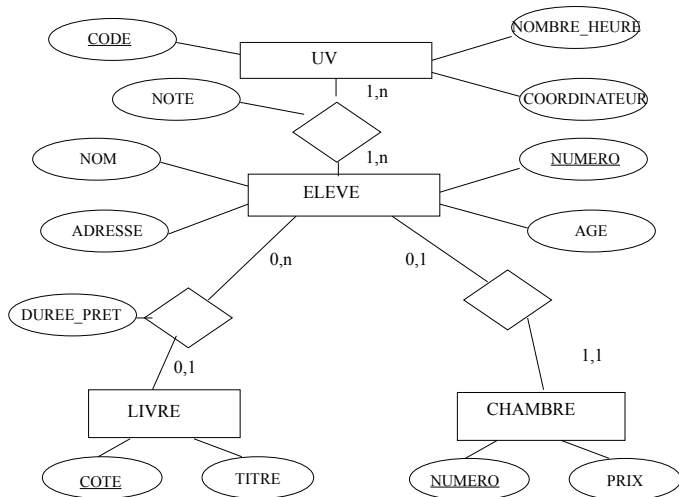 NOMBRE_HEURE
CODE
UV
1,n
NOTE
COORDINATEUR
NOM
1,n
NUMERO
ELEVE
ADRESSE
AGE
0,n
0,1
DUREE_PRET
0,1
1,1
LIVRE
CHAMBRE
COTE
TITRE
NUMERO
PRIX